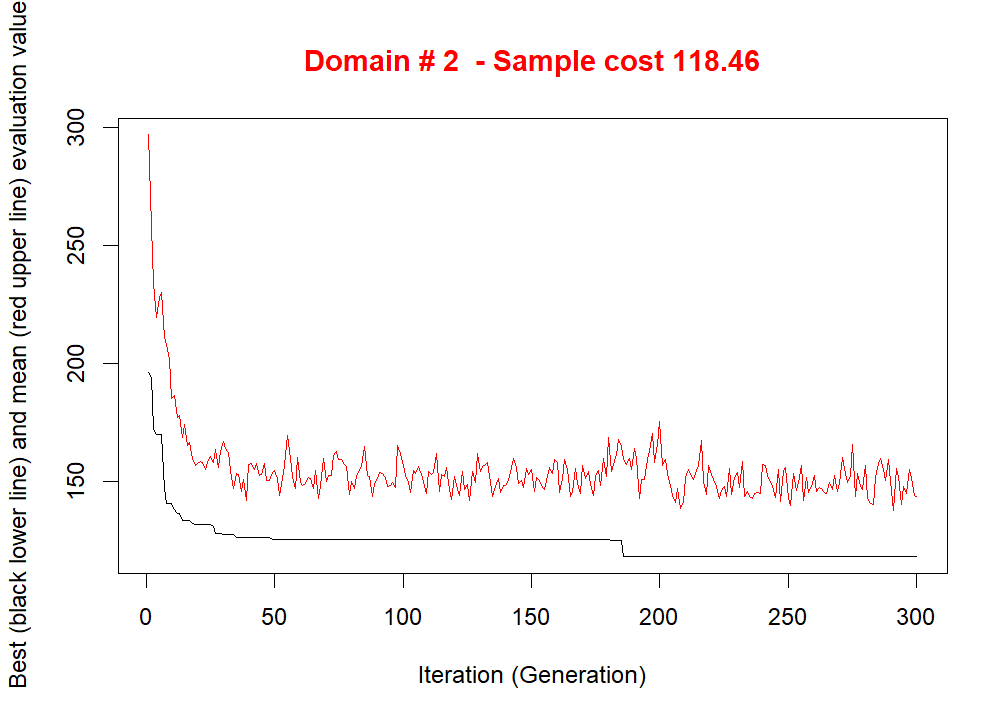 Domain # 2  - Sample cost 118.46
Best (black lower line) and mean (red upper line) evaluation value
300
250
200
150
0 50 100 150 200 250 300
Iteration (Generation)